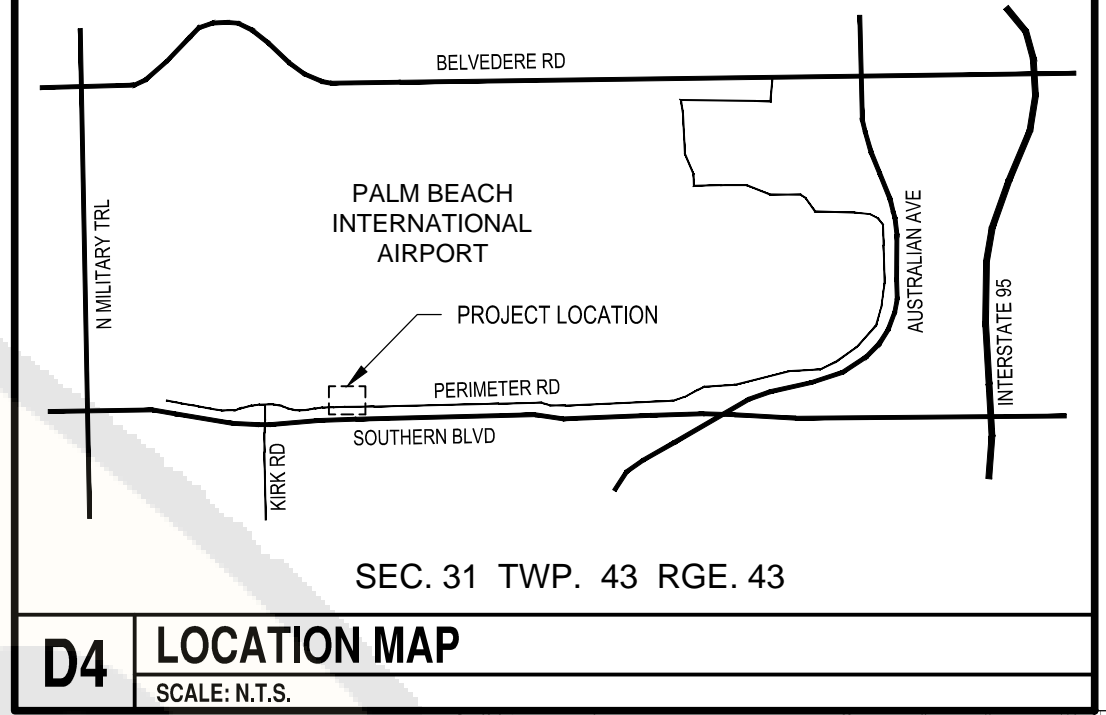 BELVEDERE RD
PALM BEACH
INTERNATIONAL
AIRPORT
N MILITARY TRL
AUSTRALIAN AVE
INTERSTATE 95
PROJECT LOCATION
PERIMETER RD
SOUTHERN BLVD
KIRK RD
SEC. 31 TWP. 43 RGE. 43
D4
LOCATION MAP
SCALE: N.T.S.